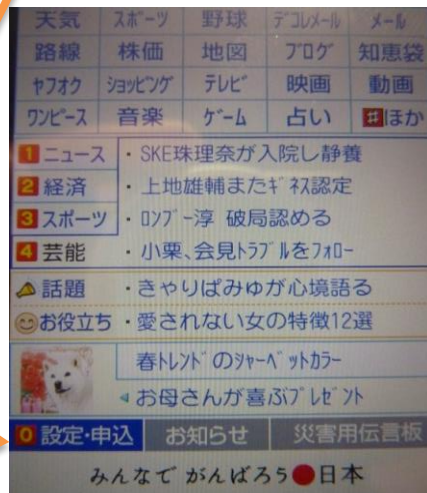 天気 スポーツ 野球 デコレメール メール
路線 株価 地図 ブログ 知恵袋
ヤフオク ショッピング テレビ 映画 動画
ワンピース 音楽 ゲーム 占い #ほか
1 ニュース ・SKE珠理奈が入院し静養
2 経済 ・上地雄輔またギネス認定
3 スポーツ ・ロンブー淳 破局認める
4 芸能 ・小栗、会見トラブルをフォロー
話題 ・きゃりぱみゅが心境語る
お役立ち ・愛されない女の特徴12選
春トレンドのシャーベットカラー
お母さんが喜ぶプレゼント
0 設定・申込 お知らせ 災害用伝言板
みんなで がんばろう●日本